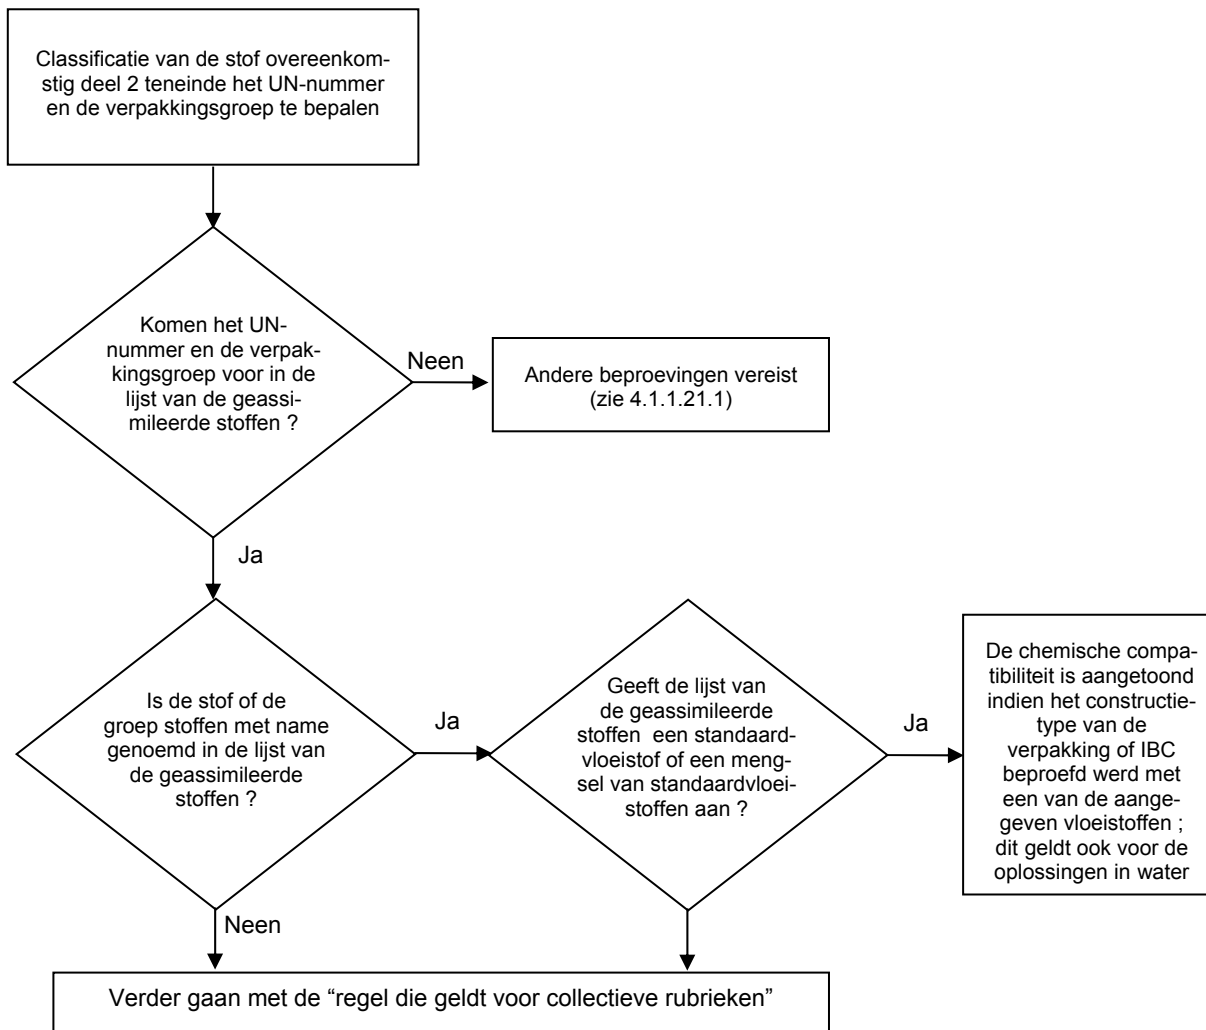 Classificatie van de stof overeenkom-
stig deel 2 teneinde het UN-nummer
en de verpakkingsgroep te bepalen
Komen het UN-
nummer en de verpak-
kingsgroep voor in de
lijst van de geassi-
mileerde stoffen ?
Neen
Andere beproevingen vereist
(zie 4.1.1.21.1)
Ja
Is de stof of de
groep stoffen met name
genoemd in de lijst van
de geassimileerde
stoffen ?
Ja
Geeft de lijst van
de geassimileerde
stoffen een standaard-
vloeistof of een meng-
sel van standaardvloei-
stoffen aan ?
Ja
De chemische compa-
tibiliteit is aangetoond
indien het constructie-
type van de
verpakking of IBC
beproefd werd met
een van de aange-
geven vloeistoffen ;
dit geldt ook voor de
oplossingen in water
Neen
Verder gaan met de “regel die geldt voor collectieve rubrieken”